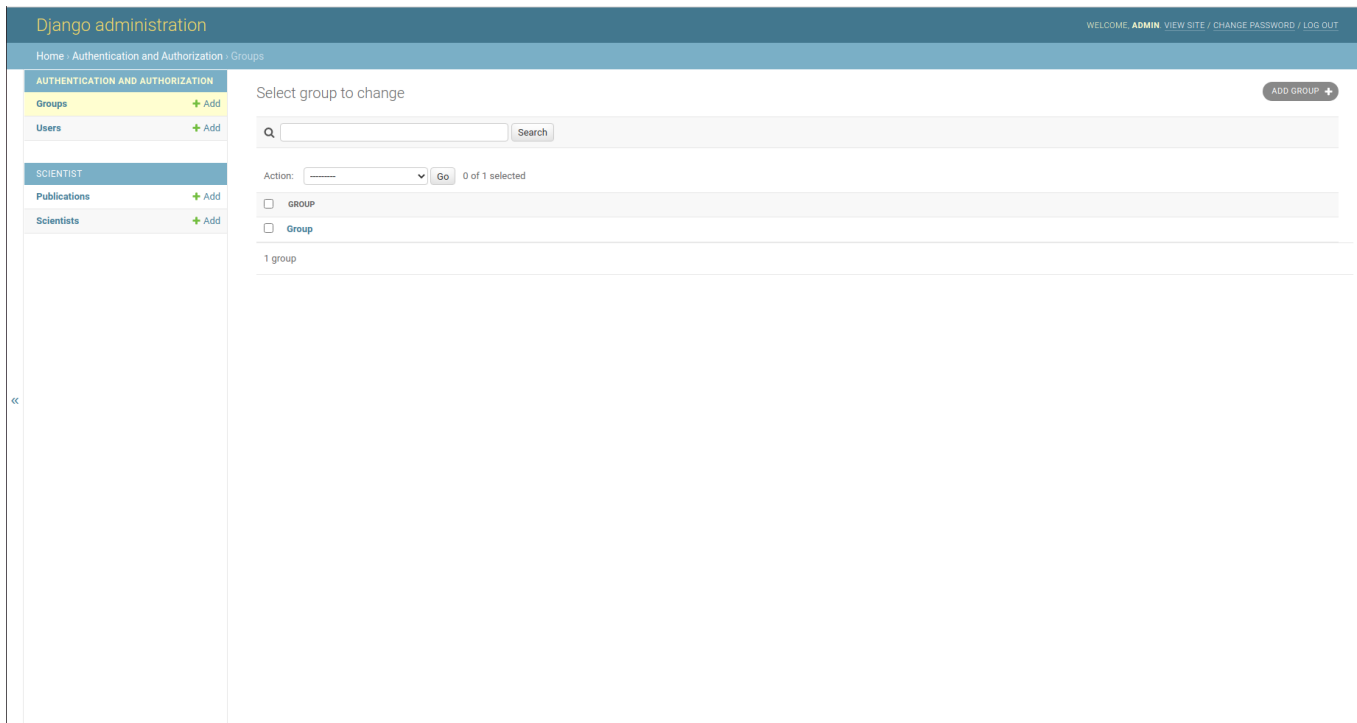 Django administration
WELCOME, ADMIN. VIEW SITE / CHANGE PASSWORD / LOG OUT
Home › Authentication and Authorization › Groups
AUTHENTICATION AND AUTHORIZATION
Groups + Add
Users + Add
SCIENTIST
Publications + Add
Scientists + Add
«
Select group to change
ADD GROUP +
Search
Action: --------- Go 0 of 1 selected
GROUP
Group
1 group